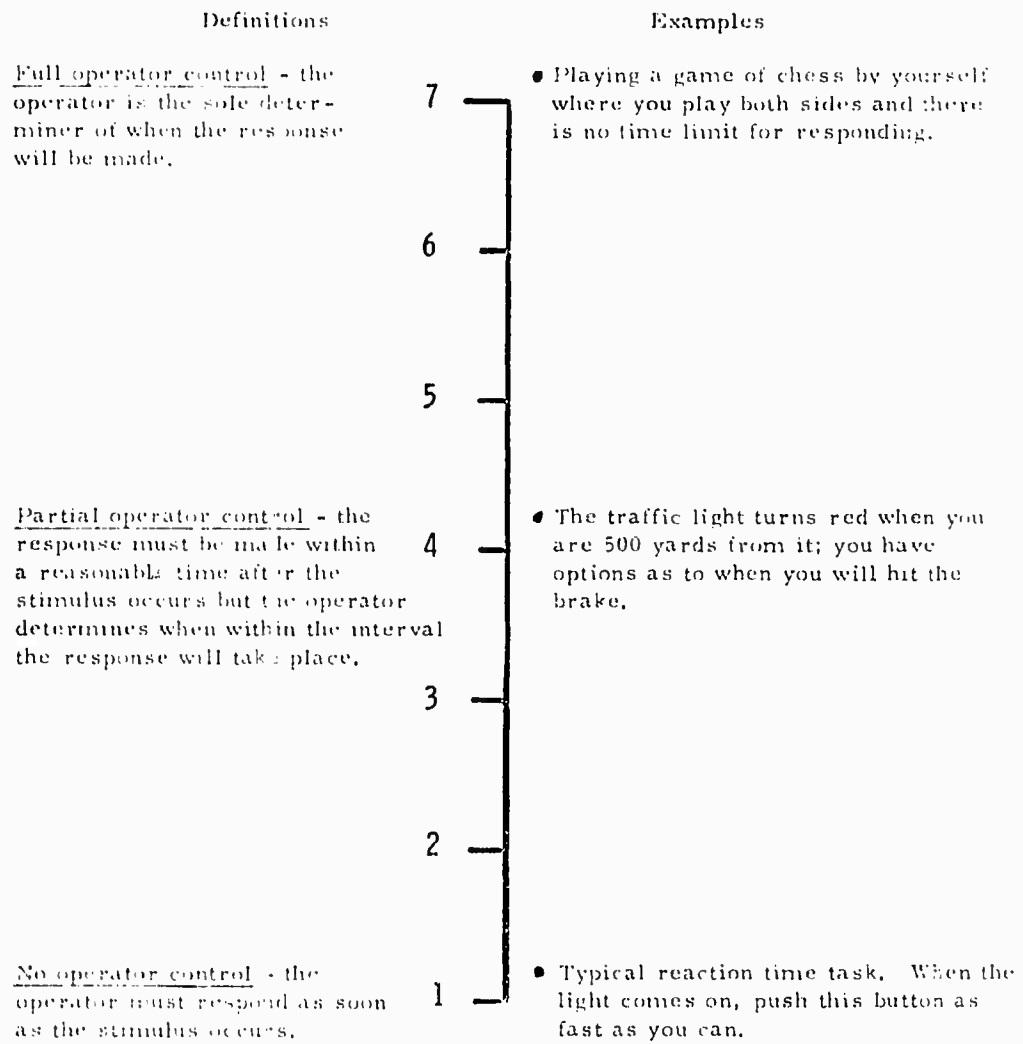 Definitions
Examples
Full operator control - the
operator is the sole deter-
miner of when the response
will be made.
7
• Playing a game of chess by yourself
where you play both sides and there
is no time limit for responding.
6
5
Partial operator control - the
response must be made within
a reasonable time after the
stimulus occurs but the operator
determines when within the interval
the response will take place.
4
• The traffic light turns red when you
are 500 yards from it; you have
options as to when you will hit the
brake.
3
2
No operator control - the
operator must respond as soon
as the stimulus occurs.
1
• Typical reaction time task. When the
light comes on, push this button as
fast as you can.